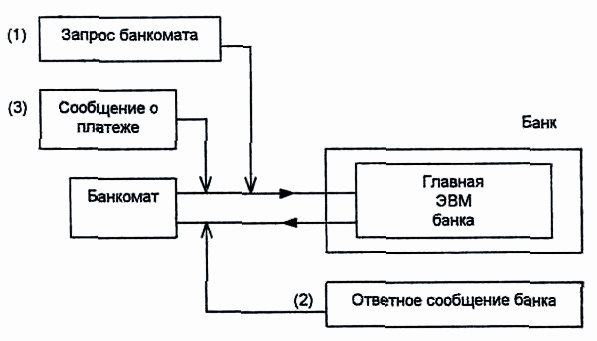 (1)
Запрос банкомата
(3)
Сообщение о
платеже
Банк
Банкомат
Главная
ЭВМ
банка
(2)
Ответное сообщение банка